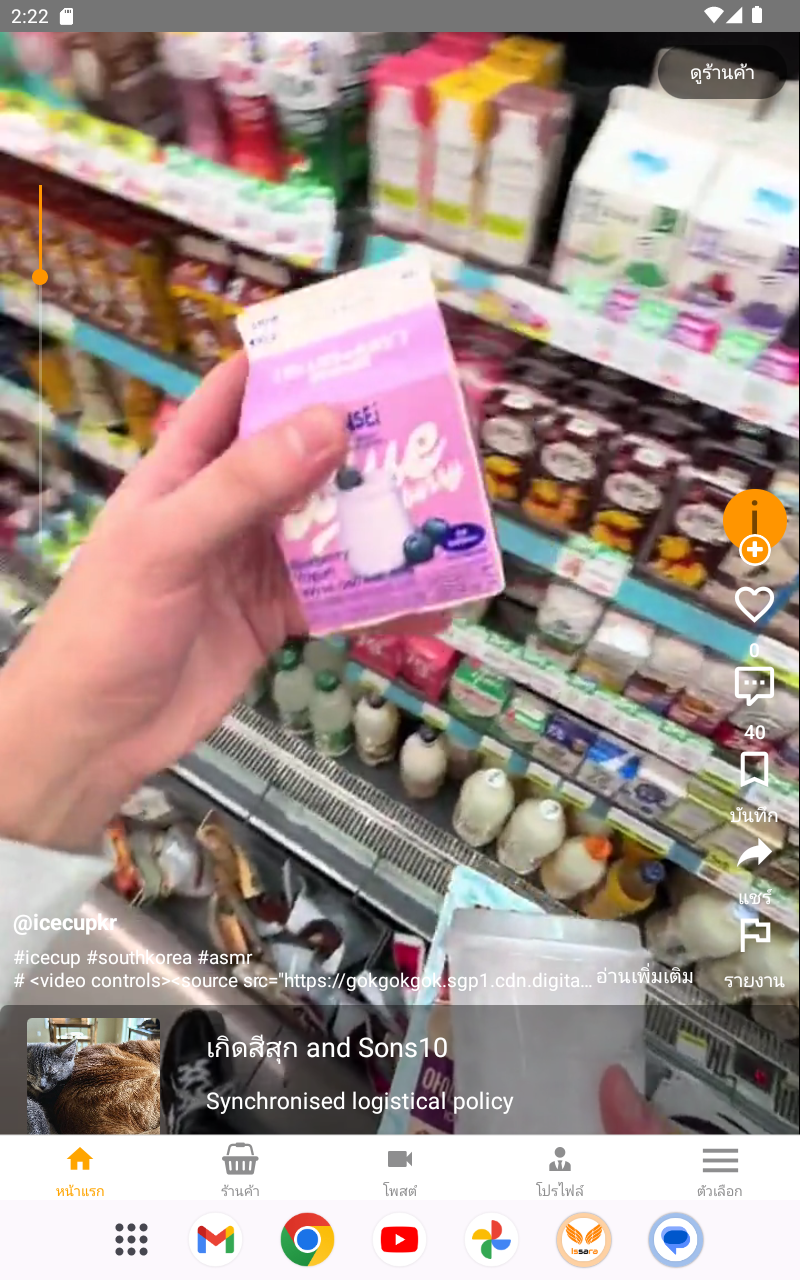 2:22
ดูร้านค้า
NSEi
0
40
บันทึก
แชร์
รายงาน
@icecupkr
#icecup #southkorea #asmr
# <video controls><source src="https://gokgokgok.sgp1.cdn.digita... อ่านเพิ่มเติม
เกิดสีสุก and Sons10
Synchronised logistical policy
หน้าแรก
ร้านค้า
โพสต์
โปรไฟล์
ตัวเลือก
Issara